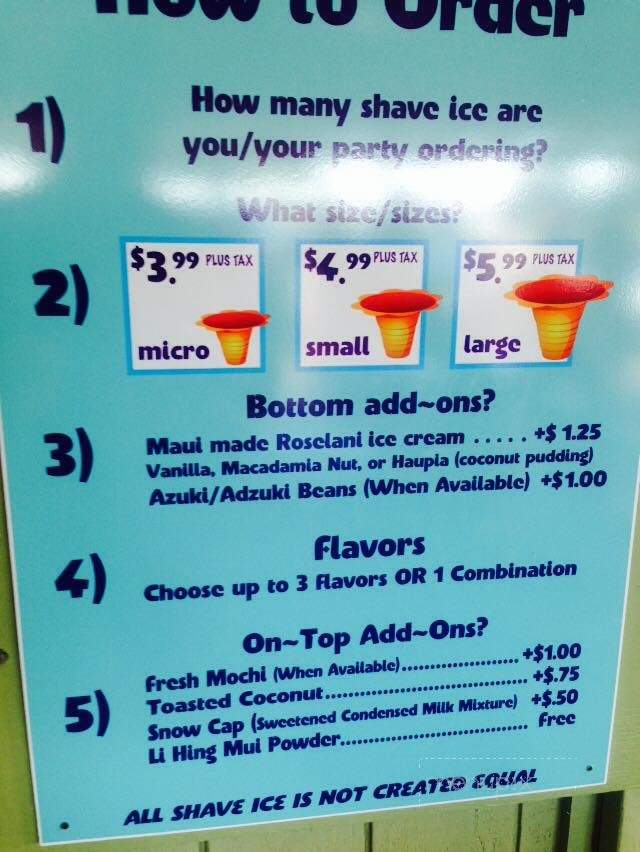 How to Order
1) How many shave ice are
you/your party ordering?
What size/sizes?
2) $3.99 PLUS TAX micro
$4.99 PLUS TAX small
$5.99 PLUS TAX large
3) Bottom add~ons?
Maui made Roselani ice cream ..... +$ 1.25
Vanilla, Macadamia Nut, or Haupia (coconut pudding)
Azuki/Adzuki Beans (When Available) +$1.00
4) Flavors
Choose up to 3 Flavors OR 1 Combination
5) On~Top Add~Ons?
Fresh Mochi (When Available)..................... +$1.00
Toasted Coconut.................................... +$.75
Snow Cap (Sweetened Condensed Milk Mixture) +$.50
Li Hing Mui Powder................................. Free
ALL SHAVE ICE IS NOT CREATED EQUAL